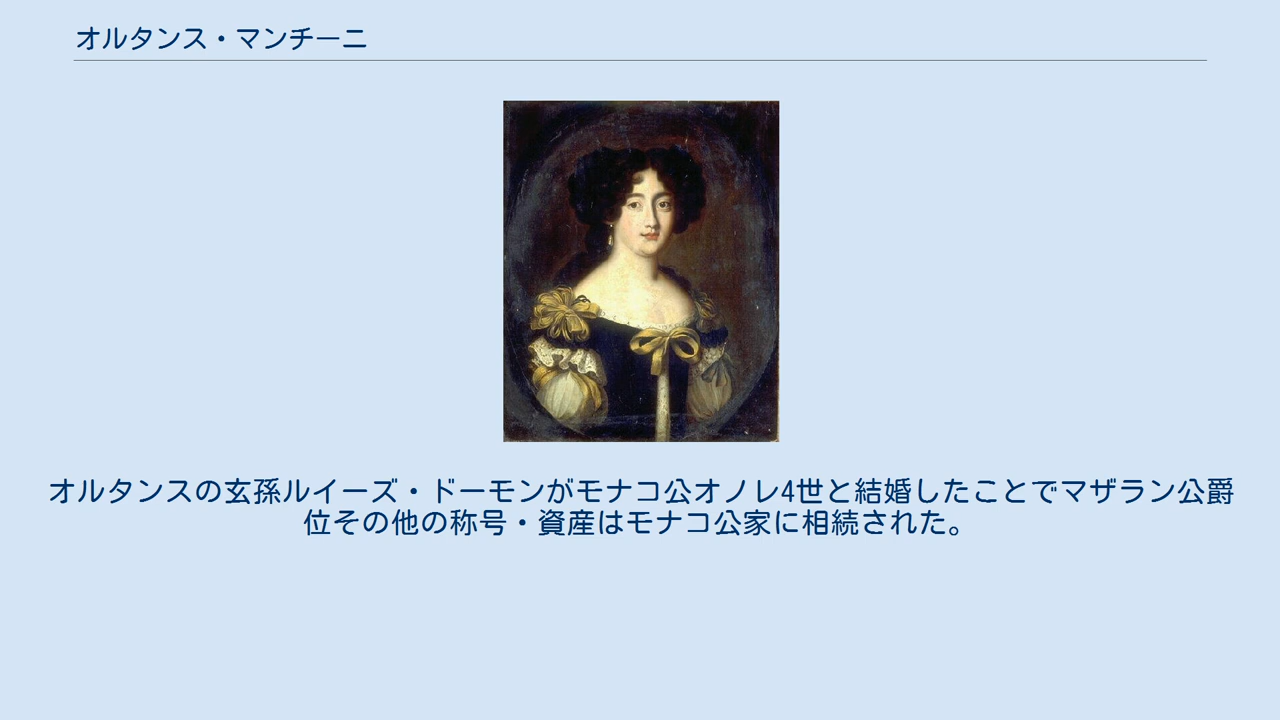 オルタンス・マンチーニ
オルタンスの玄孫ルイーズ・ドーモンがモナコ公オノレ4世と結婚したことでマザラン公爵
位その他の称号・資産はモナコ公家に相続された。